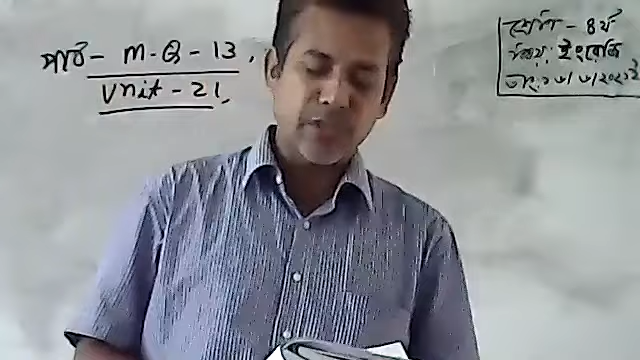 পাঠ - M-Q-13.
Unit - 21.
শ্রেণি - ৪র্থ
বিষয়: ইংরেজি